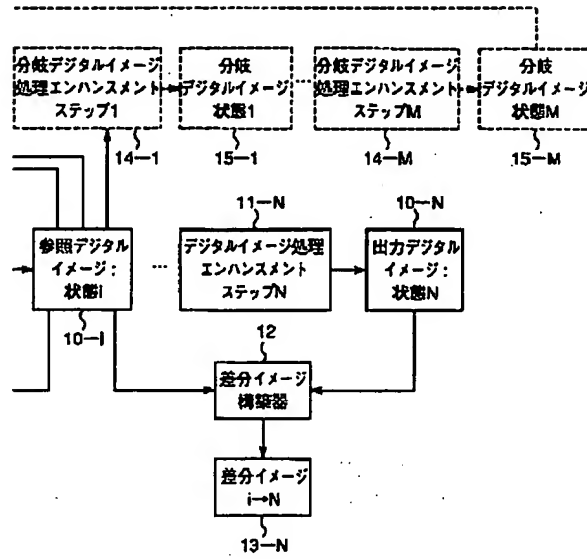 分岐デジタルイメージ
処理エンハンスメント
ステップ1
分岐
デジタルイメージ
状態1
分岐デジタルイメージ
処理エンハンスメント
ステップM
分岐
デジタルイメージ
状態M
14—1
15—1
14—M
15—M
11—N
10—N
参照デジタル
イメージ:
状態i
...
デジタルイメージ処理
エンハンスメント
ステップN
出力デジタル
イメージ:
状態N
10—i
12
差分イメージ
構築器
差分イメージ
i→N
13—N